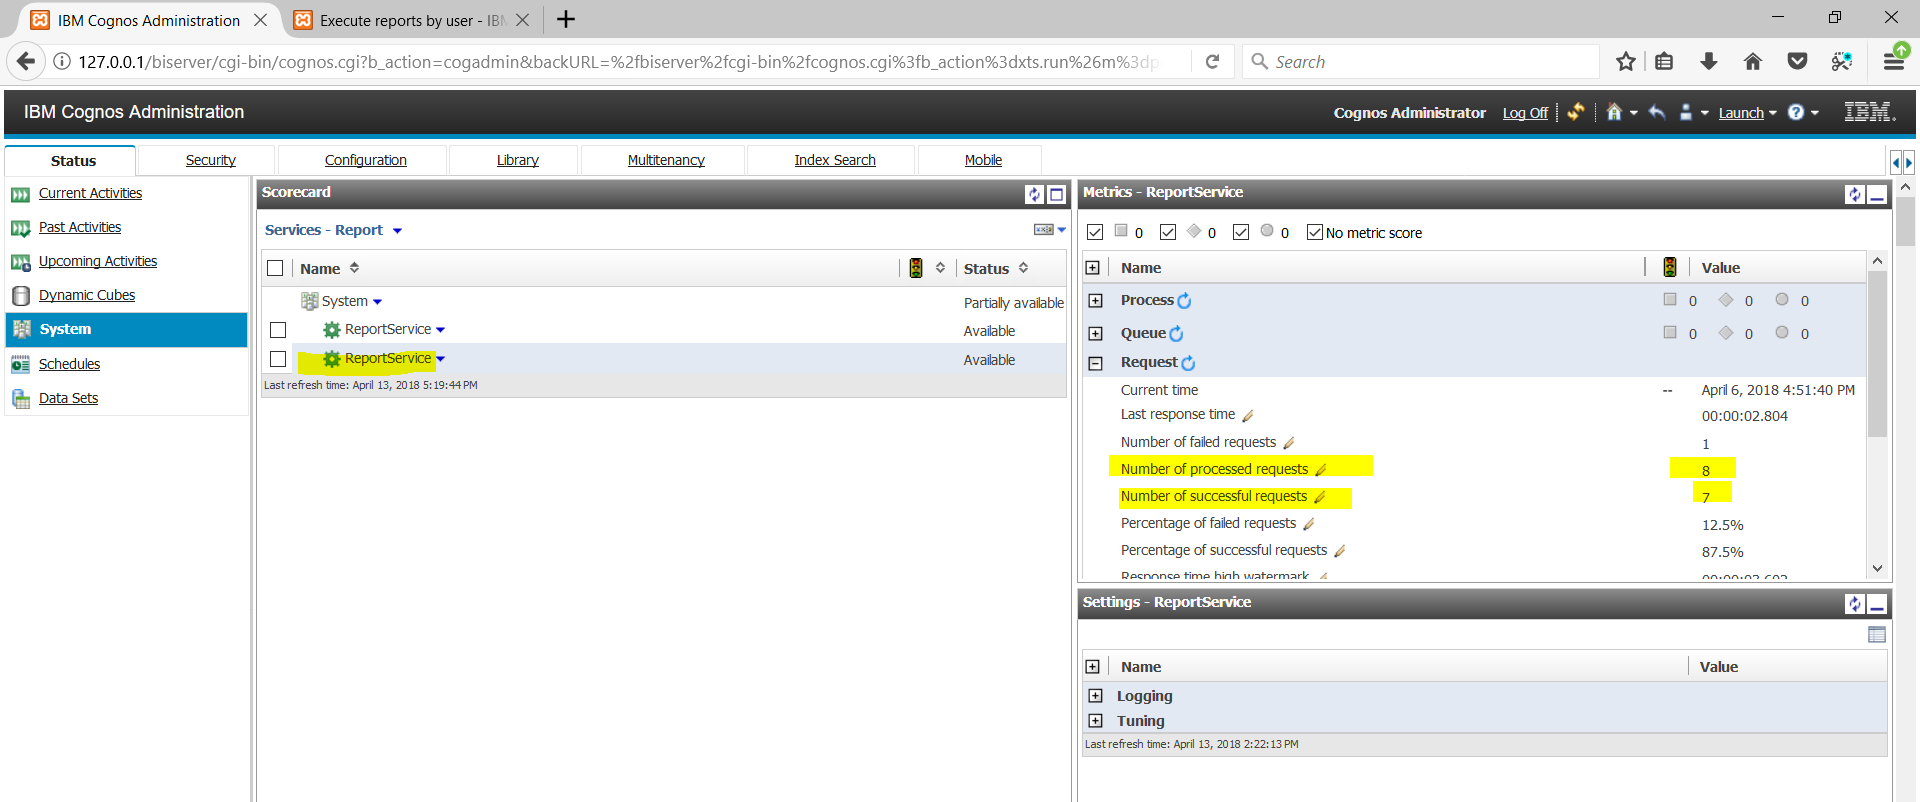 IBM Cognos Administration
Execute reports by user - IBM
127.0.0.1/biserver/cgi-bin/cognos.cgi?b_action=cogadmin&backURL=%2fbiserver%2fcgi-bin%2fcognos.cgi%3fb_action%3dxts.run%26m%3dp
Search
IBM Cognos Administration
Cognos Administrator Log Off Launch IBM.
Status Security Configuration Library Multitenancy Index Search Mobile
Current Activities
Past Activities
Upcoming Activities
Dynamic Cubes
System
Schedules
Data Sets
Scorecard
Services - Report
Name Status
System Partially available
ReportService Available
ReportService Available
Last refresh time: April 13, 2018 5:19:44 PM
Metrics - ReportService
0 0 0 No metric score
Name Value
Process 0 0 0
Queue 0 0 0
Request
Current time -- April 6, 2018 4:51:40 PM
Last response time 00:00:02.804
Number of failed requests 1
Number of processed requests 8
Number of successful requests 7
Percentage of failed requests 12.5%
Percentage of successful requests 87.5%
Response time high watermark
Settings - ReportService
Name Value
Logging
Tuning
Last refresh time: April 13, 2018 2:22:13 PM